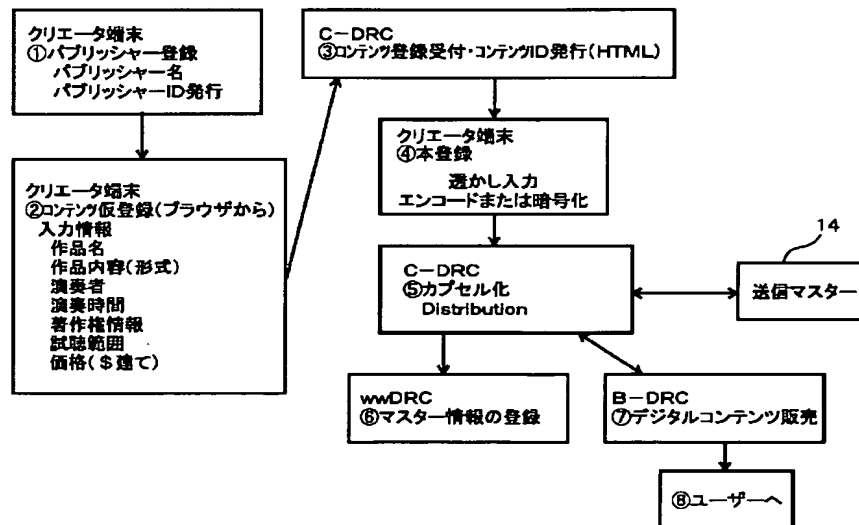 クリエータ端末
①パブリッシャー登録
パブリッシャー名
パブリッシャーID発行
クリエータ端末
②コンテンツ仮登録(ブラウザから)
入力情報
作品名
作品内容(形式)
演奏者
演奏時間
著作権情報
試聴範囲
価格($建て)
C-DRC
③コンテンツ登録受付・コンテンツID発行(HTML)
クリエータ端末
④本登録
透かし入力
エンコードまたは暗号化
C-DRC
⑤カプセル化
Distribution
14
送信マスター
wwDRC
⑥マスター情報の登録
B-DRC
⑦デジタルコンテンツ販売
⑧ユーザーへ